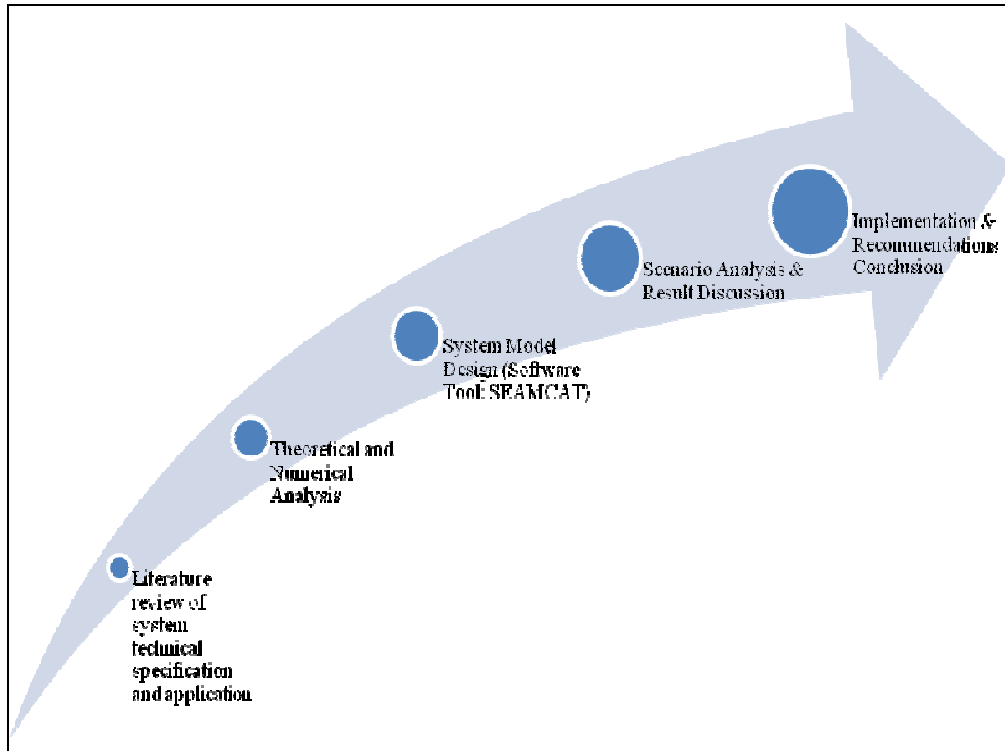 Literature
review of
system
technical
specification
and application
Theoretical and
Numerical
Analysis
System Model
Design (Software
Tool: SEAMCAT)
Scenario Analysis &
Result Discussion
Implementation &
Recommendations
Conclusion